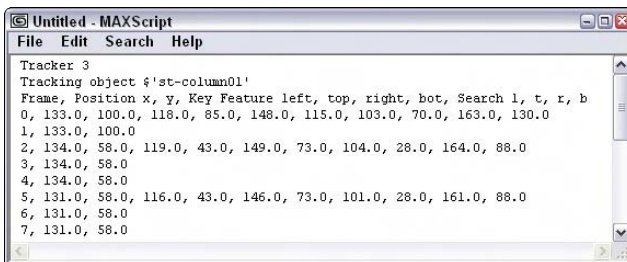 Untitled - MAXScript
File Edit Search Help
Tracker 3
Tracking object $'st-column01'
Frame, Position x, y, Key Feature left, top, right, bot, Search l, t, r, b
0, 133.0, 100.0, 118.0, 85.0, 148.0, 115.0, 103.0, 70.0, 163.0, 130.0
1, 133.0, 100.0
2, 134.0, 58.0, 119.0, 43.0, 149.0, 73.0, 104.0, 28.0, 164.0, 88.0
3, 134.0, 58.0
4, 134.0, 58.0
5, 131.0, 58.0, 116.0, 43.0, 146.0, 73.0, 101.0, 28.0, 161.0, 88.0
6, 131.0, 58.0
7, 131.0, 58.0